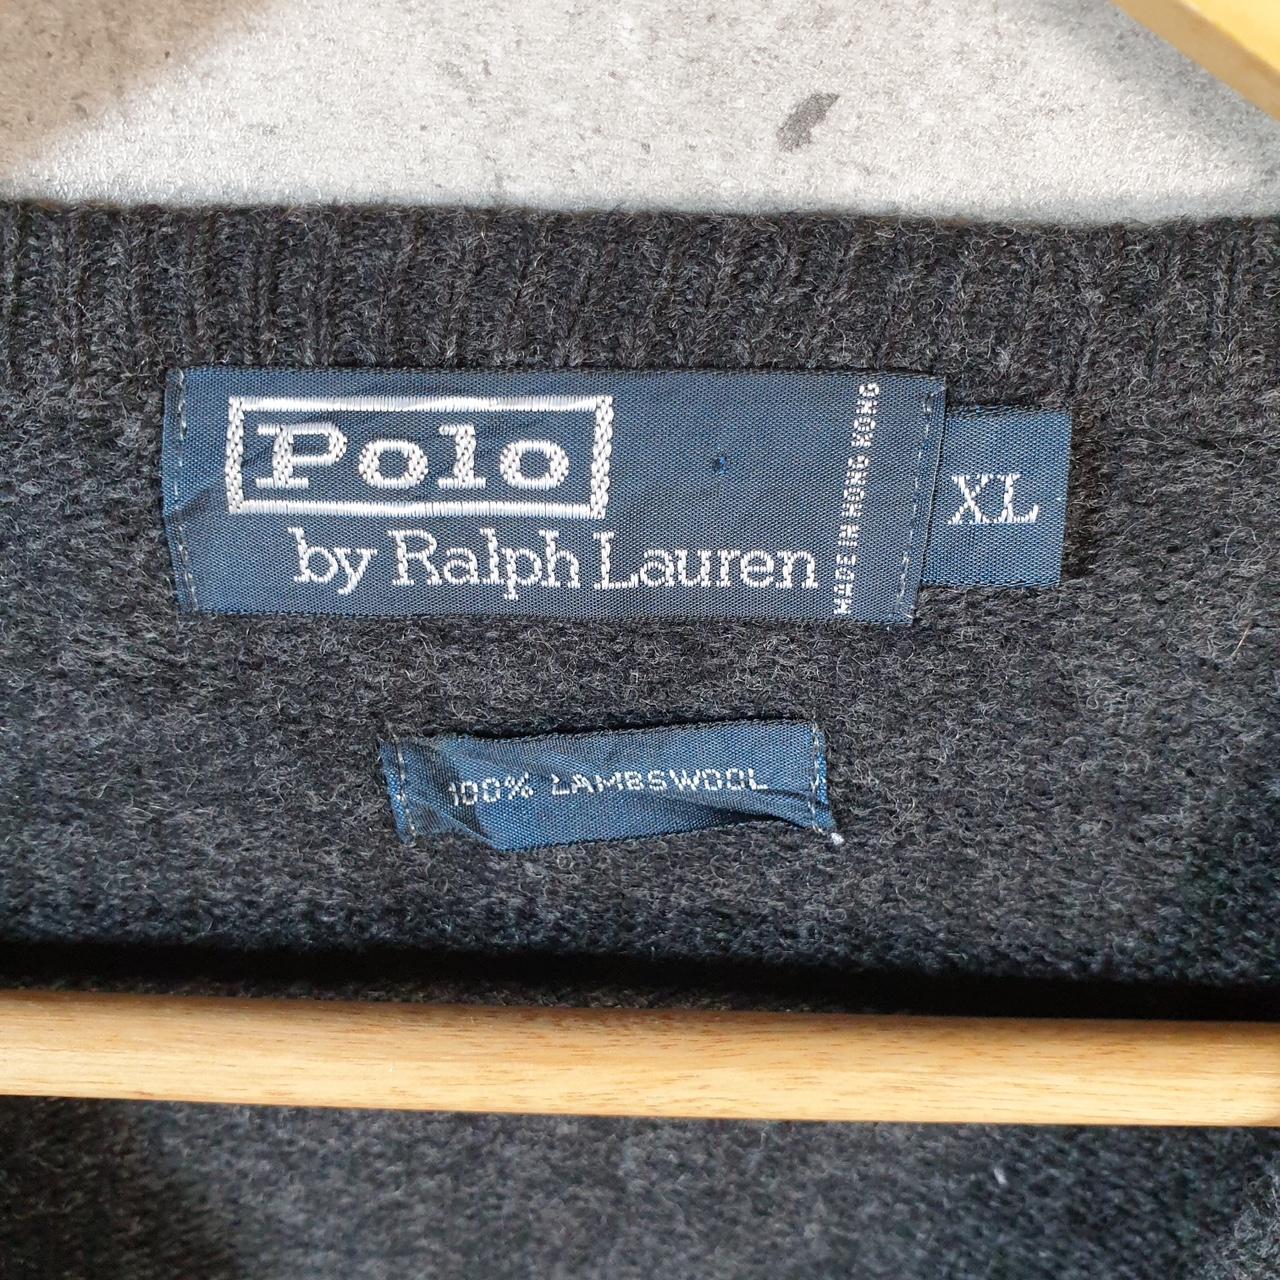 Polo
by Ralph Lauren
MADE IN HONG KONG
XL
100% LAMBSWOOL